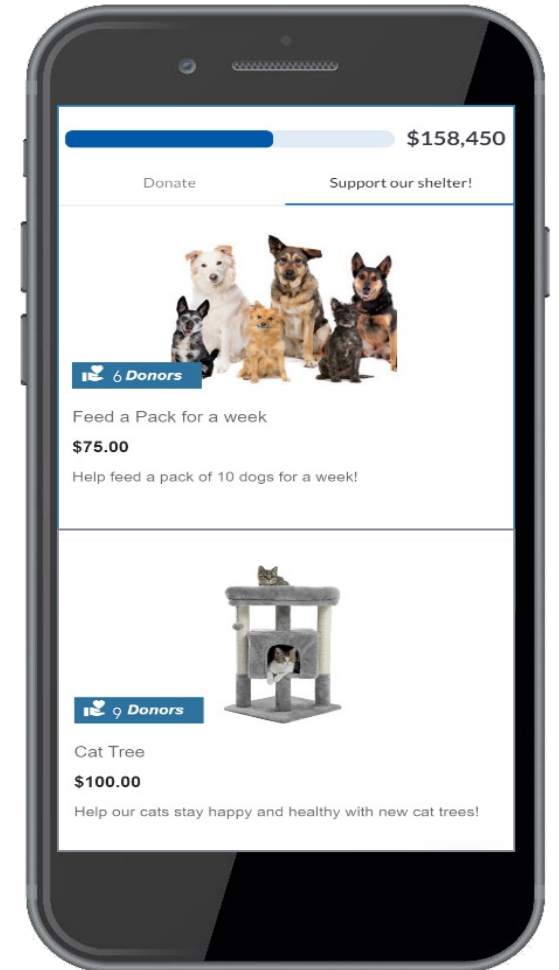 $158,450
Donate
Support our shelter!
6 Donors
Feed a Pack for a week
$75.00
Help feed a pack of 10 dogs for a week!
9 Donors
Cat Tree
$100.00
Help our cats stay happy and healthy with new cat trees!